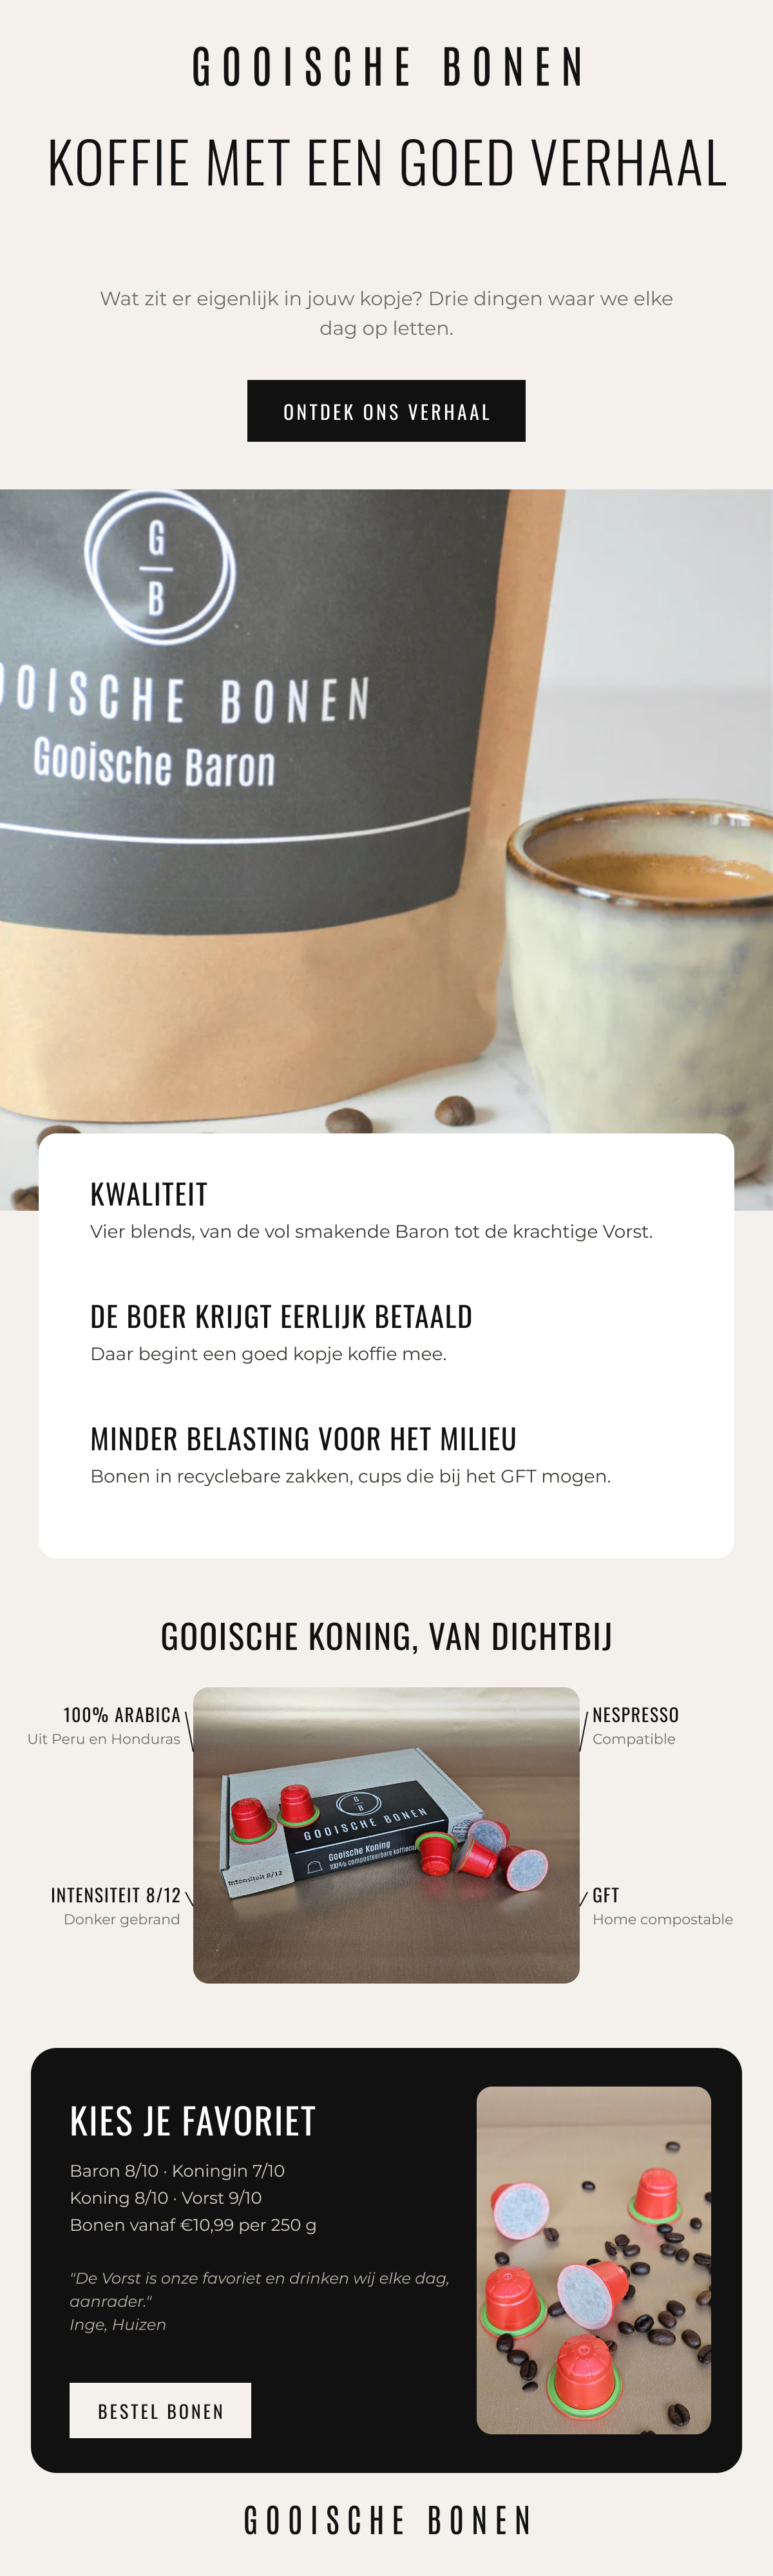 GOOISCHE BONEN
KOFFIE MET EEN GOED VERHAAL
Wat zit er eigenlijk in jouw kopje? Drie dingen waar we elke
dag op letten.
ONTDEK ONS VERHAAL
G
B
OOISCHE BONEN
Gooische Baron
KWALITEIT
Vier blends, van de vol smakende Baron tot de krachtige Vorst.
DE BOER KRIJGT EERLIJK BETAALD
Daar begint een goed kopje koffie mee.
MINDER BELASTING VOOR HET MILIEU
Bonen in recyclebare zakken, cups die bij het GFT mogen.
GOOISCHE KONING, VAN DICHTBIJ
100% ARABICA
Uit Peru en Honduras
NESPRESSO
Compatible
G
B
GOOISCHE BONEN
Gooische Koning
100% composteerbare
Intensiteit 8/12
INTENSITEIT 8/12
Donker gebrand
GFT
Home compostable
KIES JE FAVORIET
Baron 8/10 · Koningin 7/10
Koning 8/10 · Vorst 9/10
Bonen vanaf €10,99 per 250 g
"De Vorst is onze favoriet en drinken wij elke dag,
aanrader."
Inge, Huizen
BESTEL BONEN
GOOISCHE BONEN